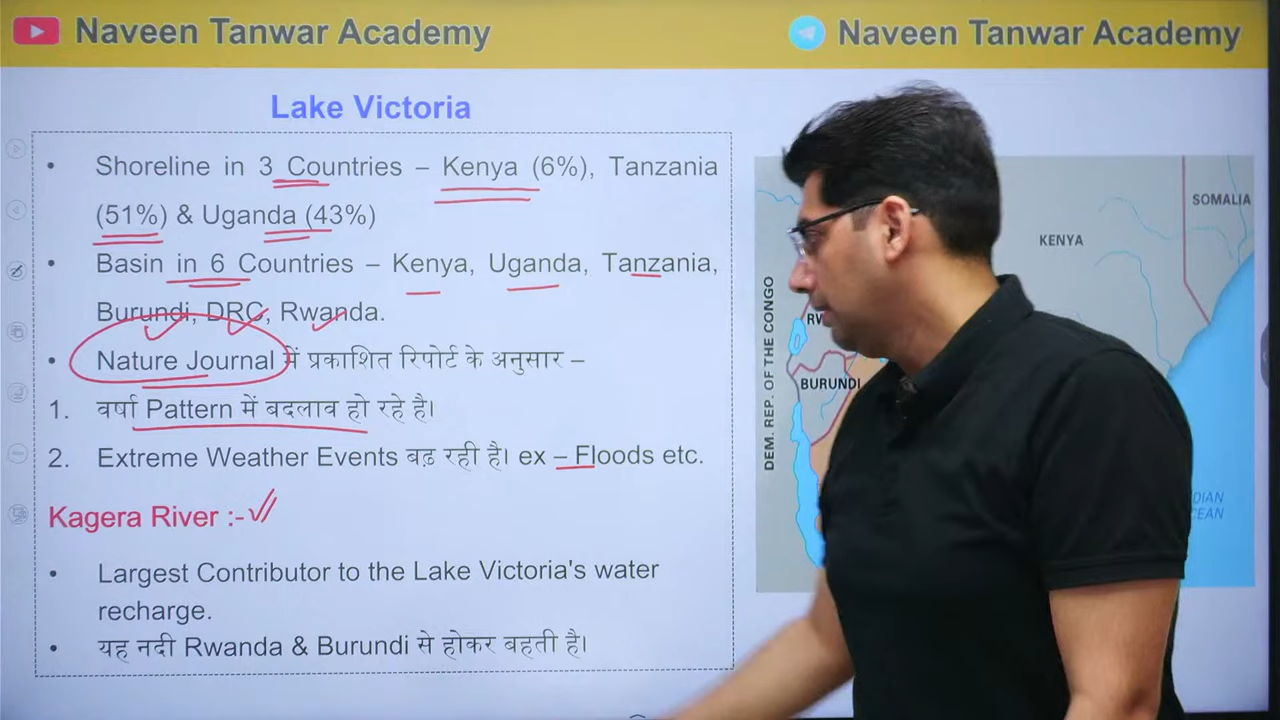 Naveen Tanwar Academy
Naveen Tanwar Academy
Lake Victoria
• Shoreline in 3 Countries – Kenya (6%), Tanzania
(51%) & Uganda (43%)
• Basin in 6 Countries – Kenya, Uganda, Tanzania,
Burundi, DRC, Rwanda.
• Nature Journal में प्रकाशित रिपोर्ट के अनुसार –
1. वर्षा Pattern में बदलाव हो रहे है।
2. Extreme Weather Events बढ़ रही है। ex – Floods etc.
Kagera River :-
• Largest Contributor to the Lake Victoria's water
recharge.
• यह नदी Rwanda & Burundi से होकर बहती है।
SOMALIA
KENYA
DEM. REP. OF THE CONGO
BURUNDI